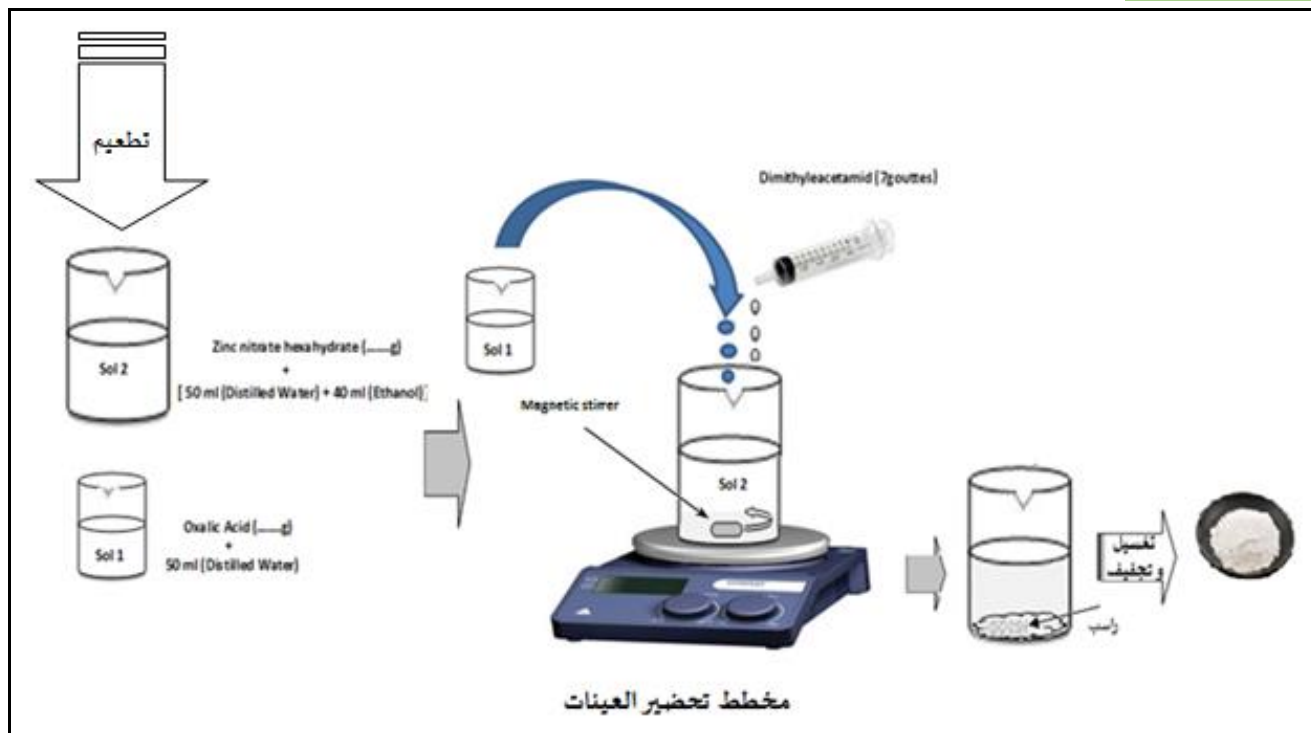 تطعيم
Dimithyleacetamid (7gouttes)
Sol 2
Zinc nitrate hexahydrate (.......g)
+
[ 50 ml (Distilled Water) + 40 ml (Ethanol)]
Sol 1
Magnetic stirrer
Sol 2
Sol 1
Oxalic Acid (.......g)
+
50 ml (Distilled Water)
تغسيل
و تجفيف
راسب
مخطط تحضير العينات